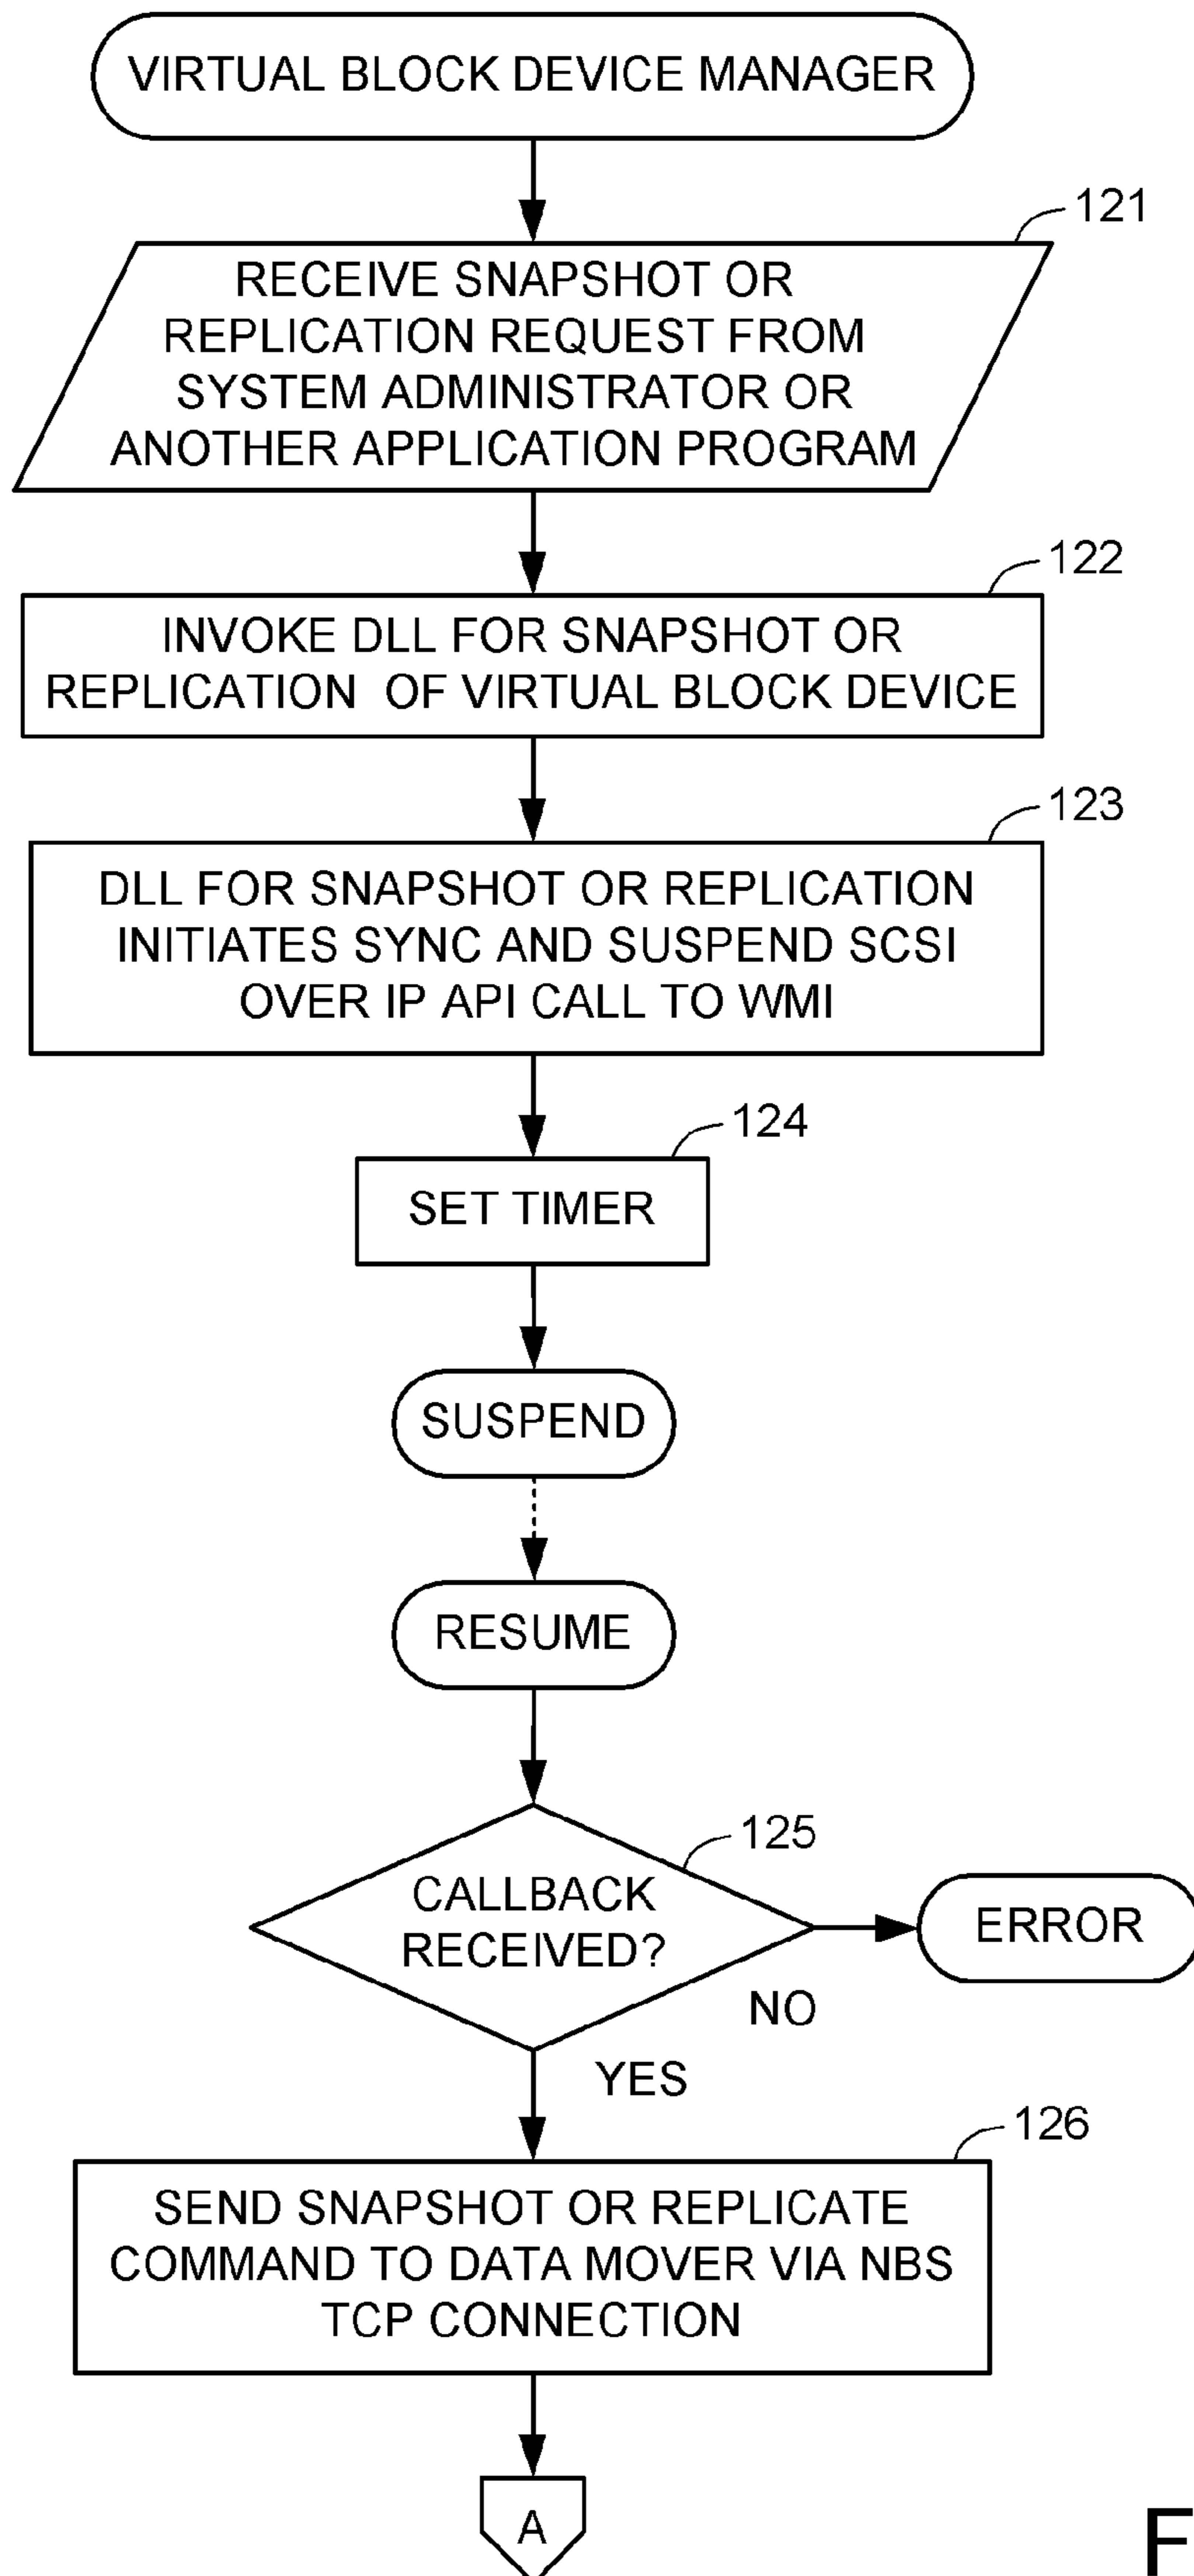 VIRTUAL BLOCK DEVICE MANAGER
121
RECEIVE SNAPSHOT OR
REPLICATION REQUEST FROM
SYSTEM ADMINISTRATOR OR
ANOTHER APPLICATION PROGRAM
122
INVOKE DLL FOR SNAPSHOT OR
REPLICATION OF VIRTUAL BLOCK DEVICE
123
DLL FOR SNAPSHOT OR REPLICATION
INITIATES SYNC AND SUSPEND SCSI
OVER IP API CALL TO WMI
124
SET TIMER
SUSPEND
RESUME
125
CALLBACK
RECEIVED?
ERROR
NO
YES
126
SEND SNAPSHOT OR REPLICATE
COMMAND TO DATA MOVER VIA NBS
TCP CONNECTION
A
F